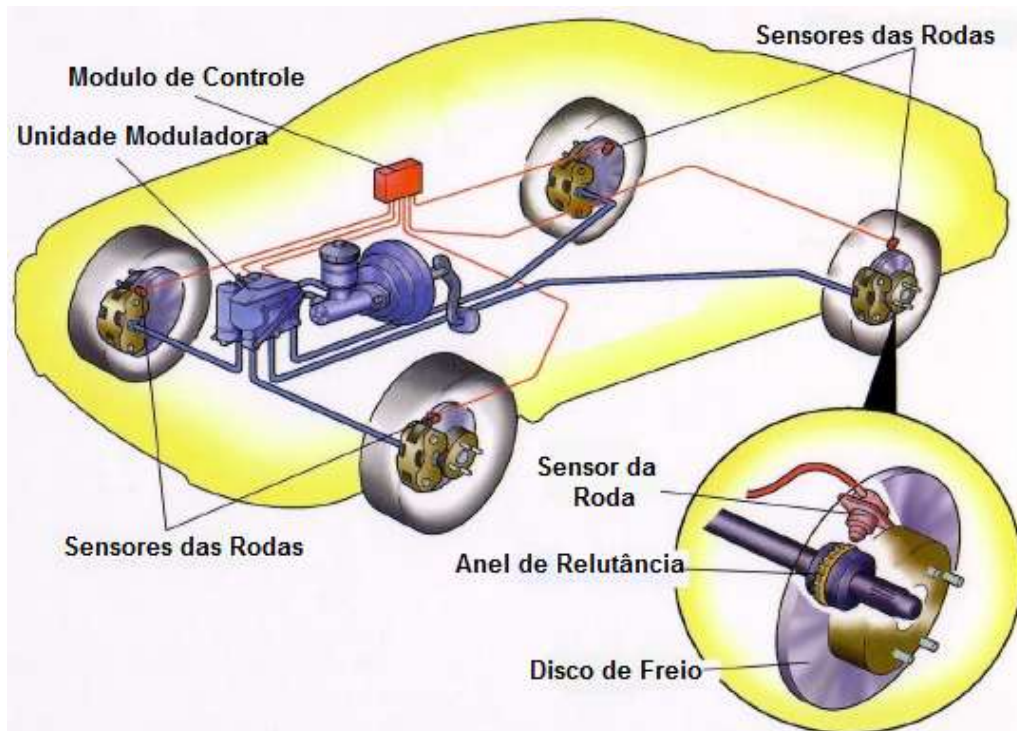 Sensores das Rodas
Modulo de Controle
Unidade Moduladora
Sensores das Rodas
Sensor da
Roda
Anel de Relutância
Disco de Freio